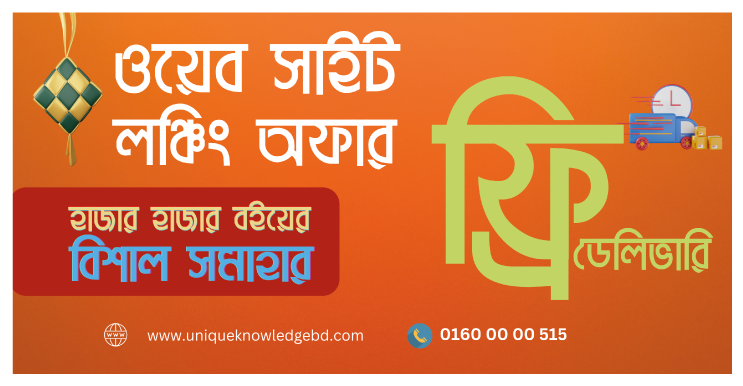 ওয়েব সাইট
লঞ্চিং অফার
হাজার হাজার বইয়ের
বিশাল সমাহার
ফ্রি
ডেলিভারি
www.uniqueknowledgebd.com
0160 00 00 515